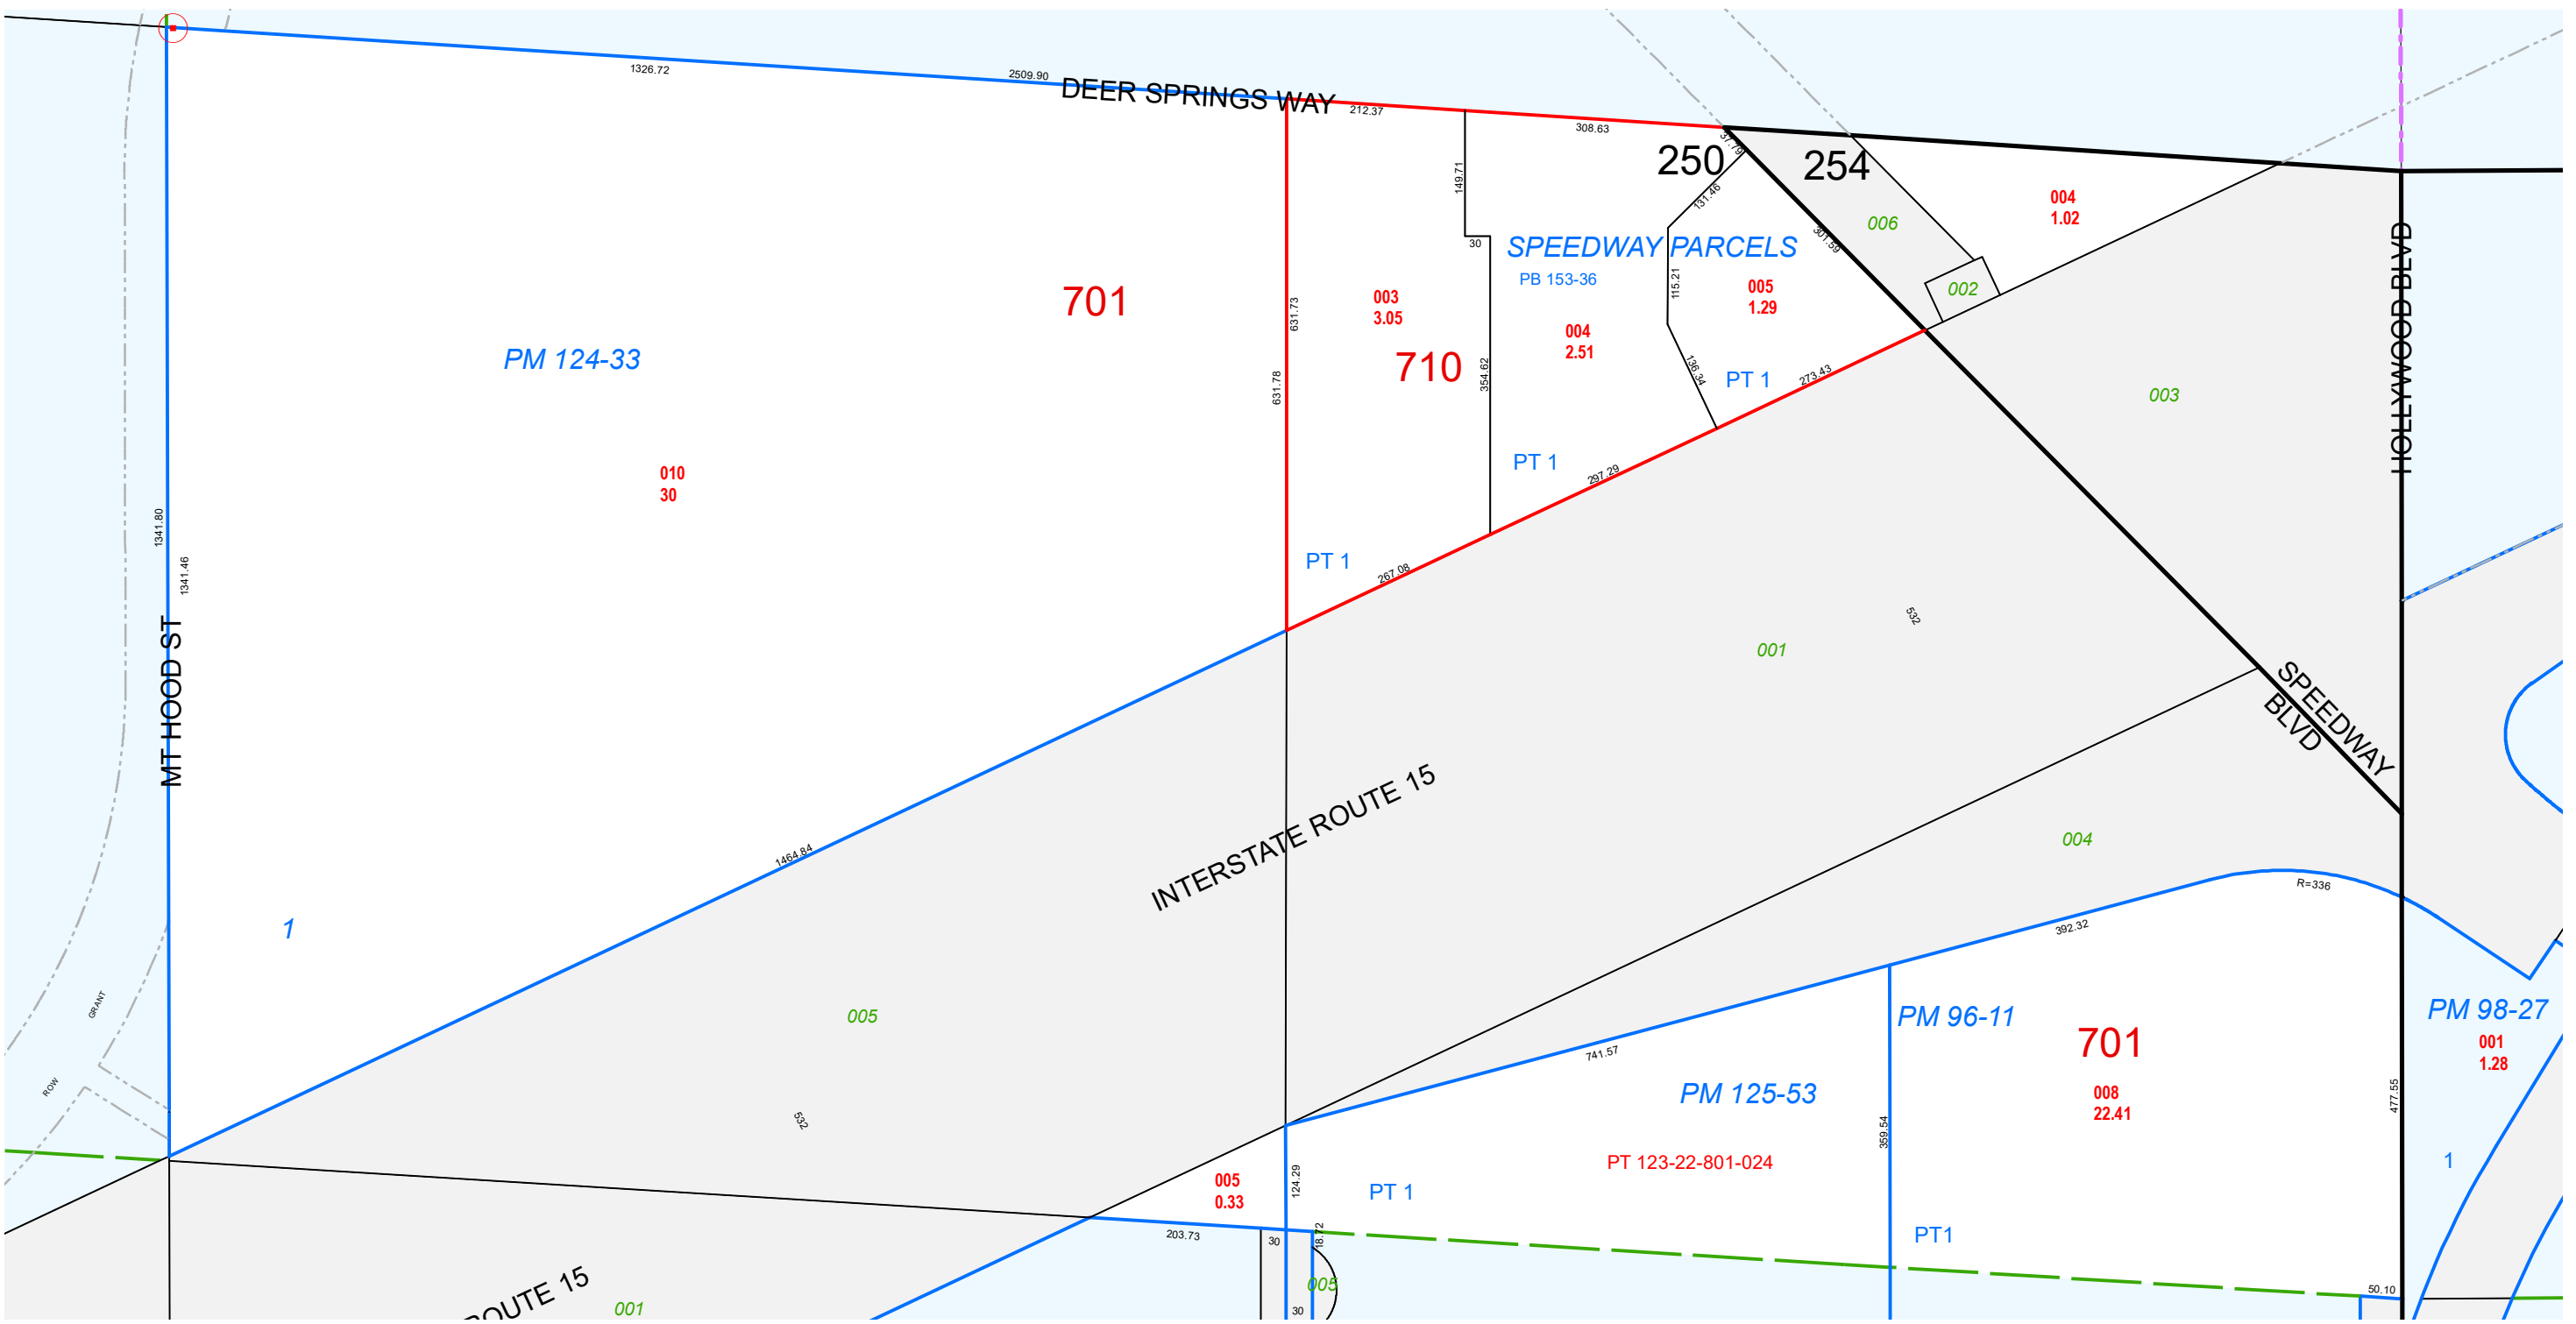 1326.72
2509.90
DEER SPRINGS WAY
212.37
308.63
37.79
250
254
149.71
131.46
004
1.02
006
301.59
30
SPEEDWAY PARCELS
PB 153-36
701
631.73
003
3.05
115.21
005
1.29
002
HOLLYWOOD BLVD
PM 124-33
004
2.51
710
631.78
354.62
136.34
PT 1
273.43
003
010
30
PT 1
297.29
1341.80
1341.46
PT 1
267.08
532
001
MT HOOD ST
SPEEDWAY
BLVD
1464.84
INTERSTATE ROUTE 15
004
R=336
1
392.32
GRANT
005
PM 96-11
PM 98-27
701
001
1.28
741.57
ROW
PM 125-53
008
22.41
477.55
532
359.54
PT 123-22-801-024
1
005
0.33
124.29
PT 1
203.73
30
18.72
PT1
ROUTE 15
001
005
30
50.10